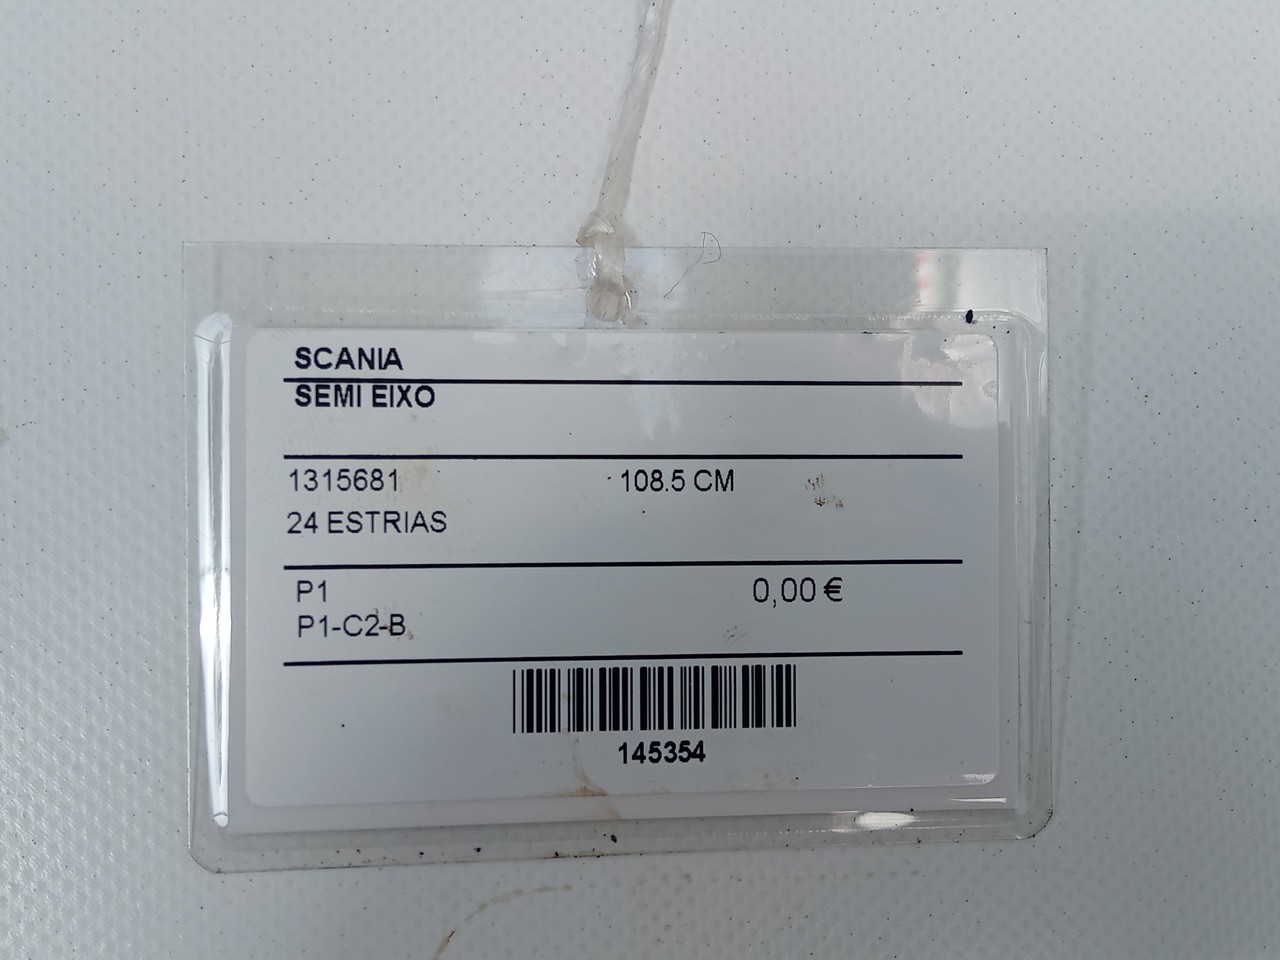 SCANIA
SEMI EIXO
1315681 108.5 CM
24 ESTRIAS
P1 0,00 €
P1-C2-B
145354